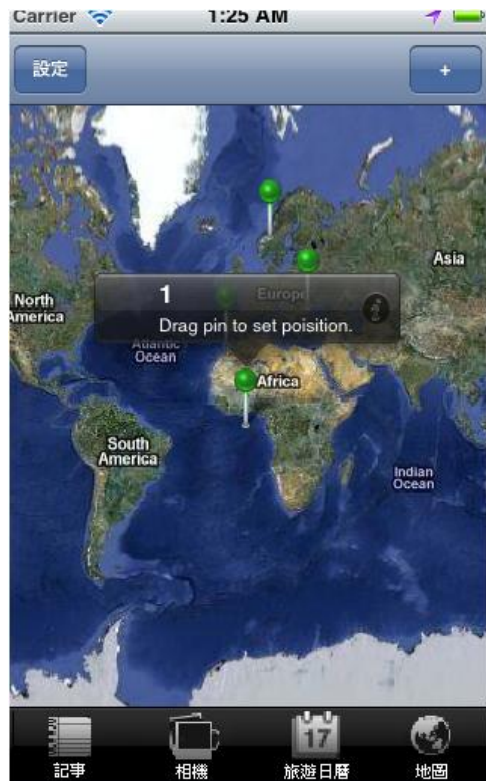 Carrier 1:25 AM
設定 +
Asia
1
Europe
North
America
Drag pin to set poisition.
Atlantic
Ocean
Africa
South
America
Indian
Ocean
17
記事 相機 旅遊日曆 地圖